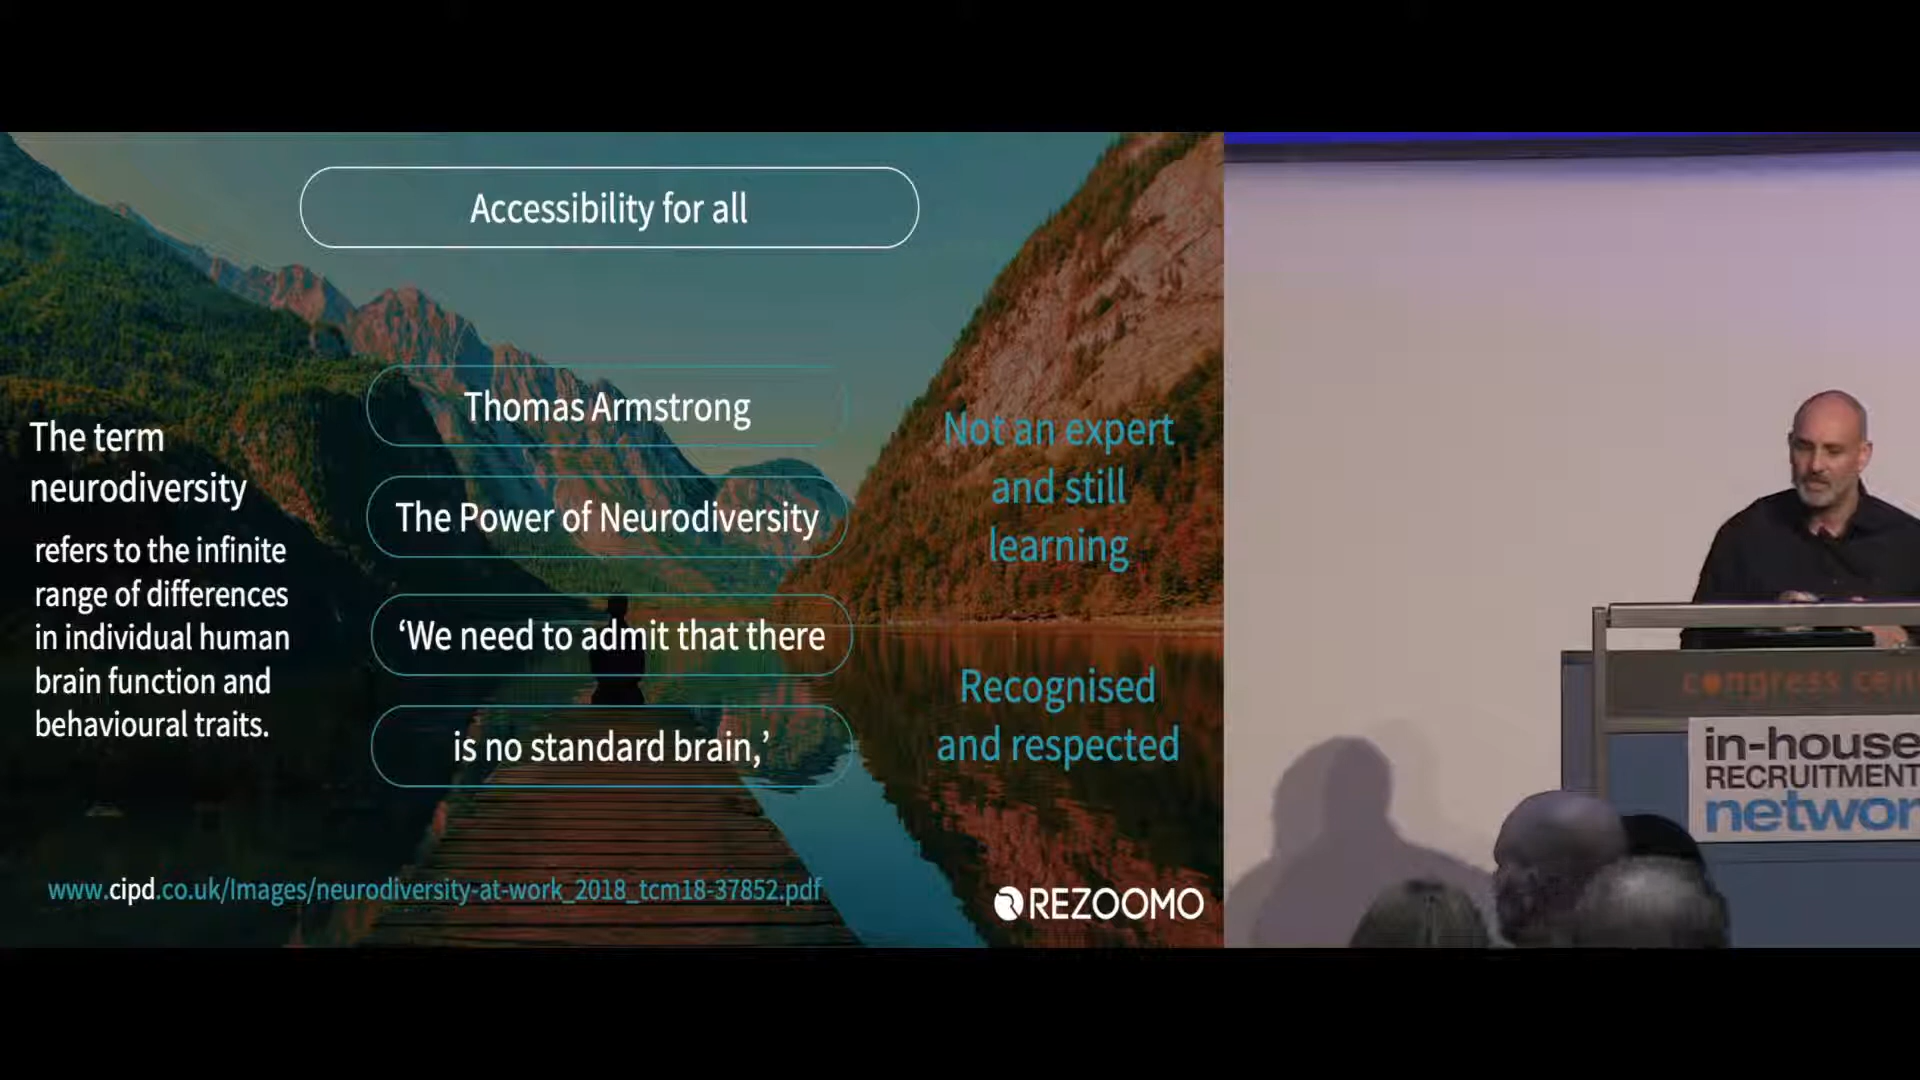 Accessibility for all
The term
neurodiversity
refers to the infinite
range of differences
in individual human
brain function and
behavioural traits.
Thomas Armstrong
The Power of Neurodiversity
‘We need to admit that there
is no standard brain,’
Not an expert
and still
learning
Recognised
and respected
www.cipd.co.uk/Images/neurodiversity-at-work_2018_tcm18-37852.pdf
REZOOMO
congress
in-house
RECRUITMENT